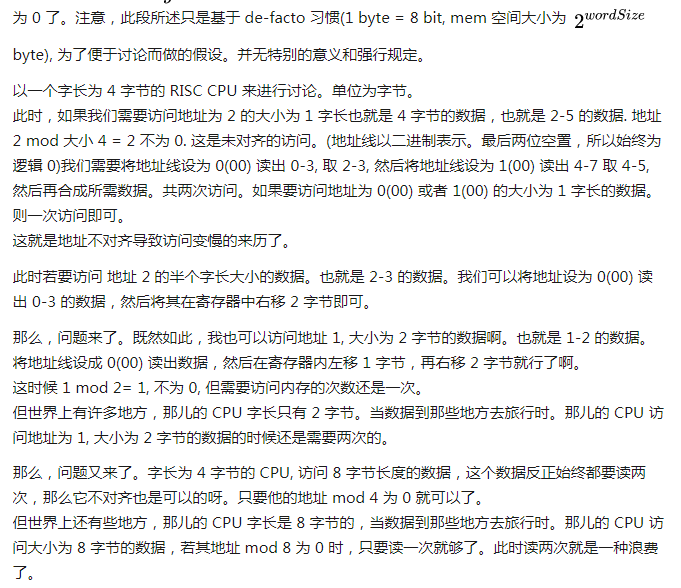 为 0 了。注意，此段所述只是基于 de-facto 习惯(1 byte = 8 bit, mem 空间大小为 2^wordSize
byte), 为了便于讨论而做的假设。并无特别的意义和强行规定。
以一个字长为 4 字节的 RISC CPU 来进行讨论。单位为字节。
此时，如果我们需要访问地址为 2 的大小为 1 字长也就是 4 字节的数据，也就是 2-5 的数据. 地址
2 mod 大小 4 = 2 不为 0. 这是未对齐的访问。(地址线以二进制表示。最后两位空置，所以始终为
逻辑 0)我们需要将地址线设为 0(00) 读出 0-3, 取 2-3, 然后将地址线设为 1(00) 读出 4-7 取 4-5,
然后再合成所需数据。共两次访问。如果要访问地址为 0(00) 或者 1(00) 的大小为 1 字长的数据。
则一次访问即可。
这就是地址不对齐导致访问变慢的来历了。
此时若要访问 地址 2 的半个字长大小的数据。也就是 2-3 的数据。我们可以将地址设为 0(00) 读
出 0-3 的数据，然后将其在寄存器中右移 2 字节即可。
那么，问题来了。既然如此，我也可以访问地址 1, 大小为 2 字节的数据啊。也就是 1-2 的数据。
将地址线设成 0(00) 读出数据，然后在寄存器内左移 1 字节，再右移 2 字节就行了啊。
这时候 1 mod 2= 1, 不为 0, 但需要访问内存的次数还是一次。
但世界上有许多地方，那儿的 CPU 字长只有 2 字节。当数据到那些地方去旅行时。那儿的 CPU 访
问地址为 1, 大小为 2 字节的数据的时候还是需要两次的。
那么，问题又来了。字长为 4 字节的 CPU, 访问 8 字节长度的数据，这个数据反正始终都要读两
次，那么它不对齐也是可以的呀。只要他的地址 mod 4 为 0 就可以了。
但世界上还有些地方，那儿的 CPU 字长是 8 字节的，当数据到那些地方去旅行时。那儿的 CPU 访
问大小为 8 字节的数据，若其地址 mod 8 为 0 时，只要读一次就够了。此时读两次就是一种浪费
了。